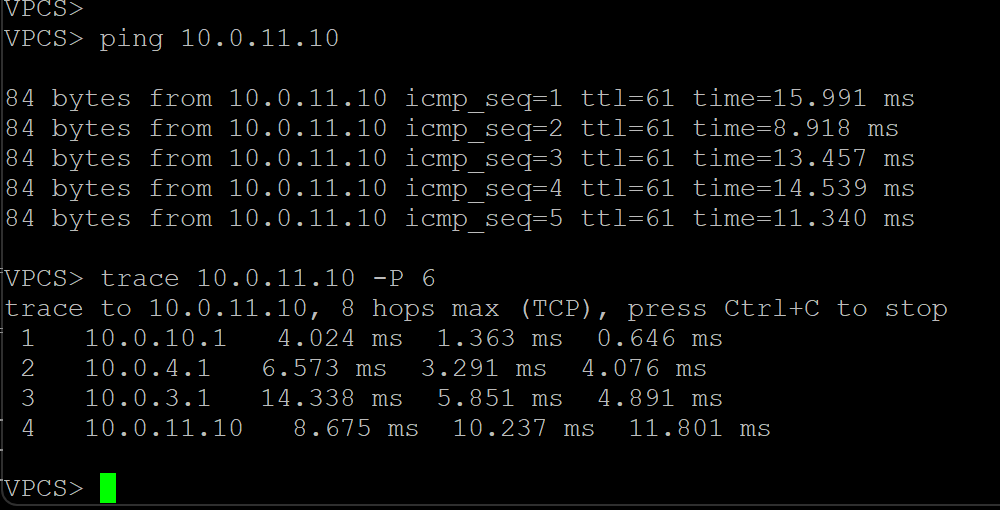 VPCS>
VPCS> ping 10.0.11.10
84 bytes from 10.0.11.10 icmp_seq=1 ttl=61 time=15.991 ms
84 bytes from 10.0.11.10 icmp_seq=2 ttl=61 time=8.918 ms
84 bytes from 10.0.11.10 icmp_seq=3 ttl=61 time=13.457 ms
84 bytes from 10.0.11.10 icmp_seq=4 ttl=61 time=14.539 ms
84 bytes from 10.0.11.10 icmp_seq=5 ttl=61 time=11.340 ms
VPCS> trace 10.0.11.10 -P 6
trace to 10.0.11.10, 8 hops max (TCP), press Ctrl+C to stop
1 10.0.10.1 4.024 ms 1.363 ms 0.646 ms
2 10.0.4.1 6.573 ms 3.291 ms 4.076 ms
3 10.0.3.1 14.338 ms 5.851 ms 4.891 ms
4 10.0.11.10 8.675 ms 10.237 ms 11.801 ms
VPCS>